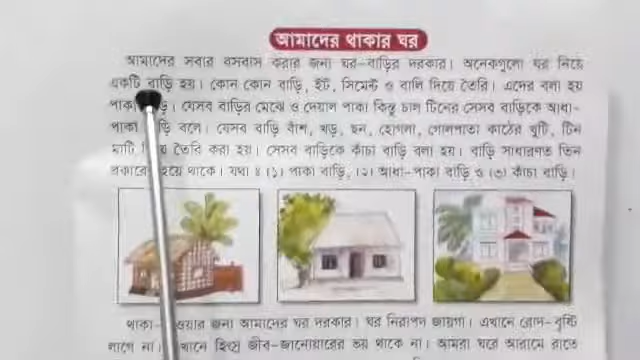 আমাদের থাকার ঘর
আমাদের সবার বসবাস করার জন্য ঘর-বাড়ির দরকার। অনেকগুলো ঘর নিয়ে
একটি বাড়ি হয়। কোন কোন বাড়ি, ইট, সিমেন্ট ও বালি দিয়ে তৈরি। এদের বলা হয়
পাকা। যেসব বাড়ির মেঝে ও দেয়াল পাকা কিন্তু চাল টিনের সেসব বাড়িকে আধা-
পাকা বলে। যেসব বাড়ি বাঁশ, খড়, ছন, হোগলা, গোলপাতা কাঠের খুটি, টিন
মাটি তৈরি করা হয়। সেসব বাড়িকে কাঁচা বাড়ি বলা হয়। বাড়ি সাধারণত তিন
প্রকারের হয়ে থাকে। যথা ঃ (১) পাকা বাড়ি, (২) আধা-পাকা বাড়ি ও (৩) কাঁচা বাড়ি।
থাকা-ওয়ার জন্য আমাদের ঘর দরকার। ঘর নিরাপদ জায়গা। এখানে রোদ-বৃষ্টি
লাগে না। হিংস্র জীব-জানোয়ারের ভয় থাকে না। আমরা ঘরে আরামে রাতে